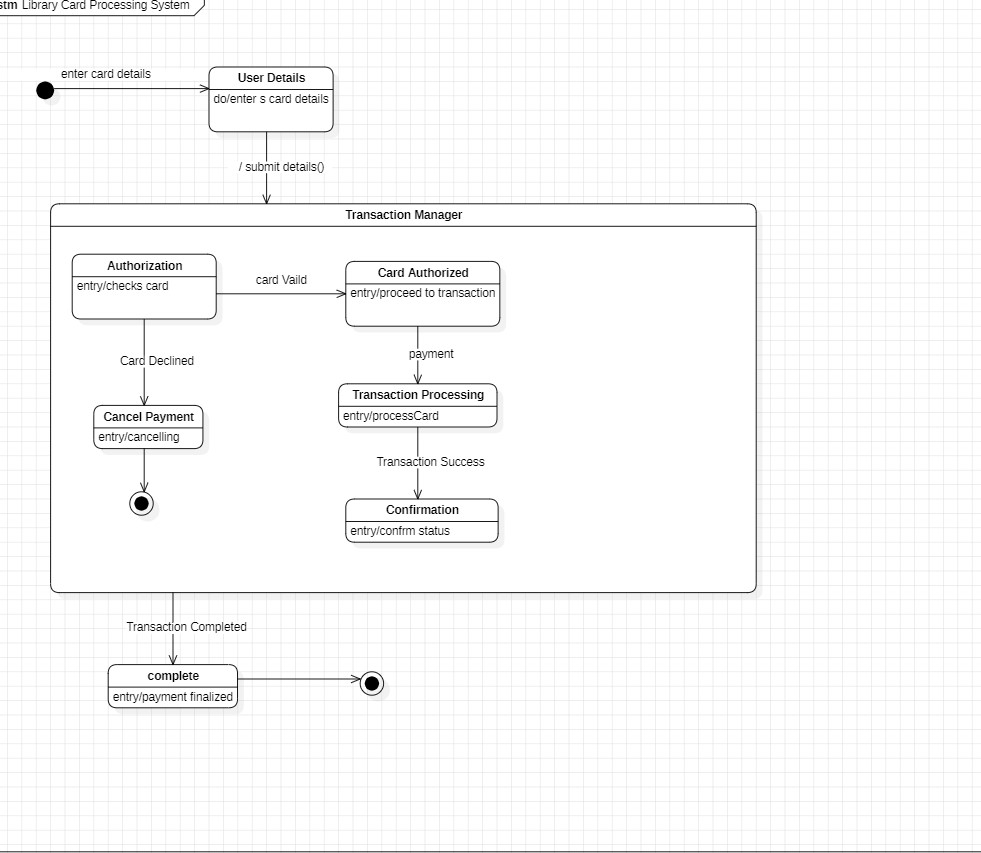 stm Library Card Processing System
enter card details
User Details
do/enter s card details
/ submit details()
Transaction Manager
Authorization
entry/checks card
card Vaild
Card Authorized
entry/proceed to transaction
Card Declined
payment
Cancel Payment
entry/cancelling
Transaction Processing
entry/processCard
Transaction Success
Confirmation
entry/confrm status
Transaction Completed
complete
entry/payment finalized